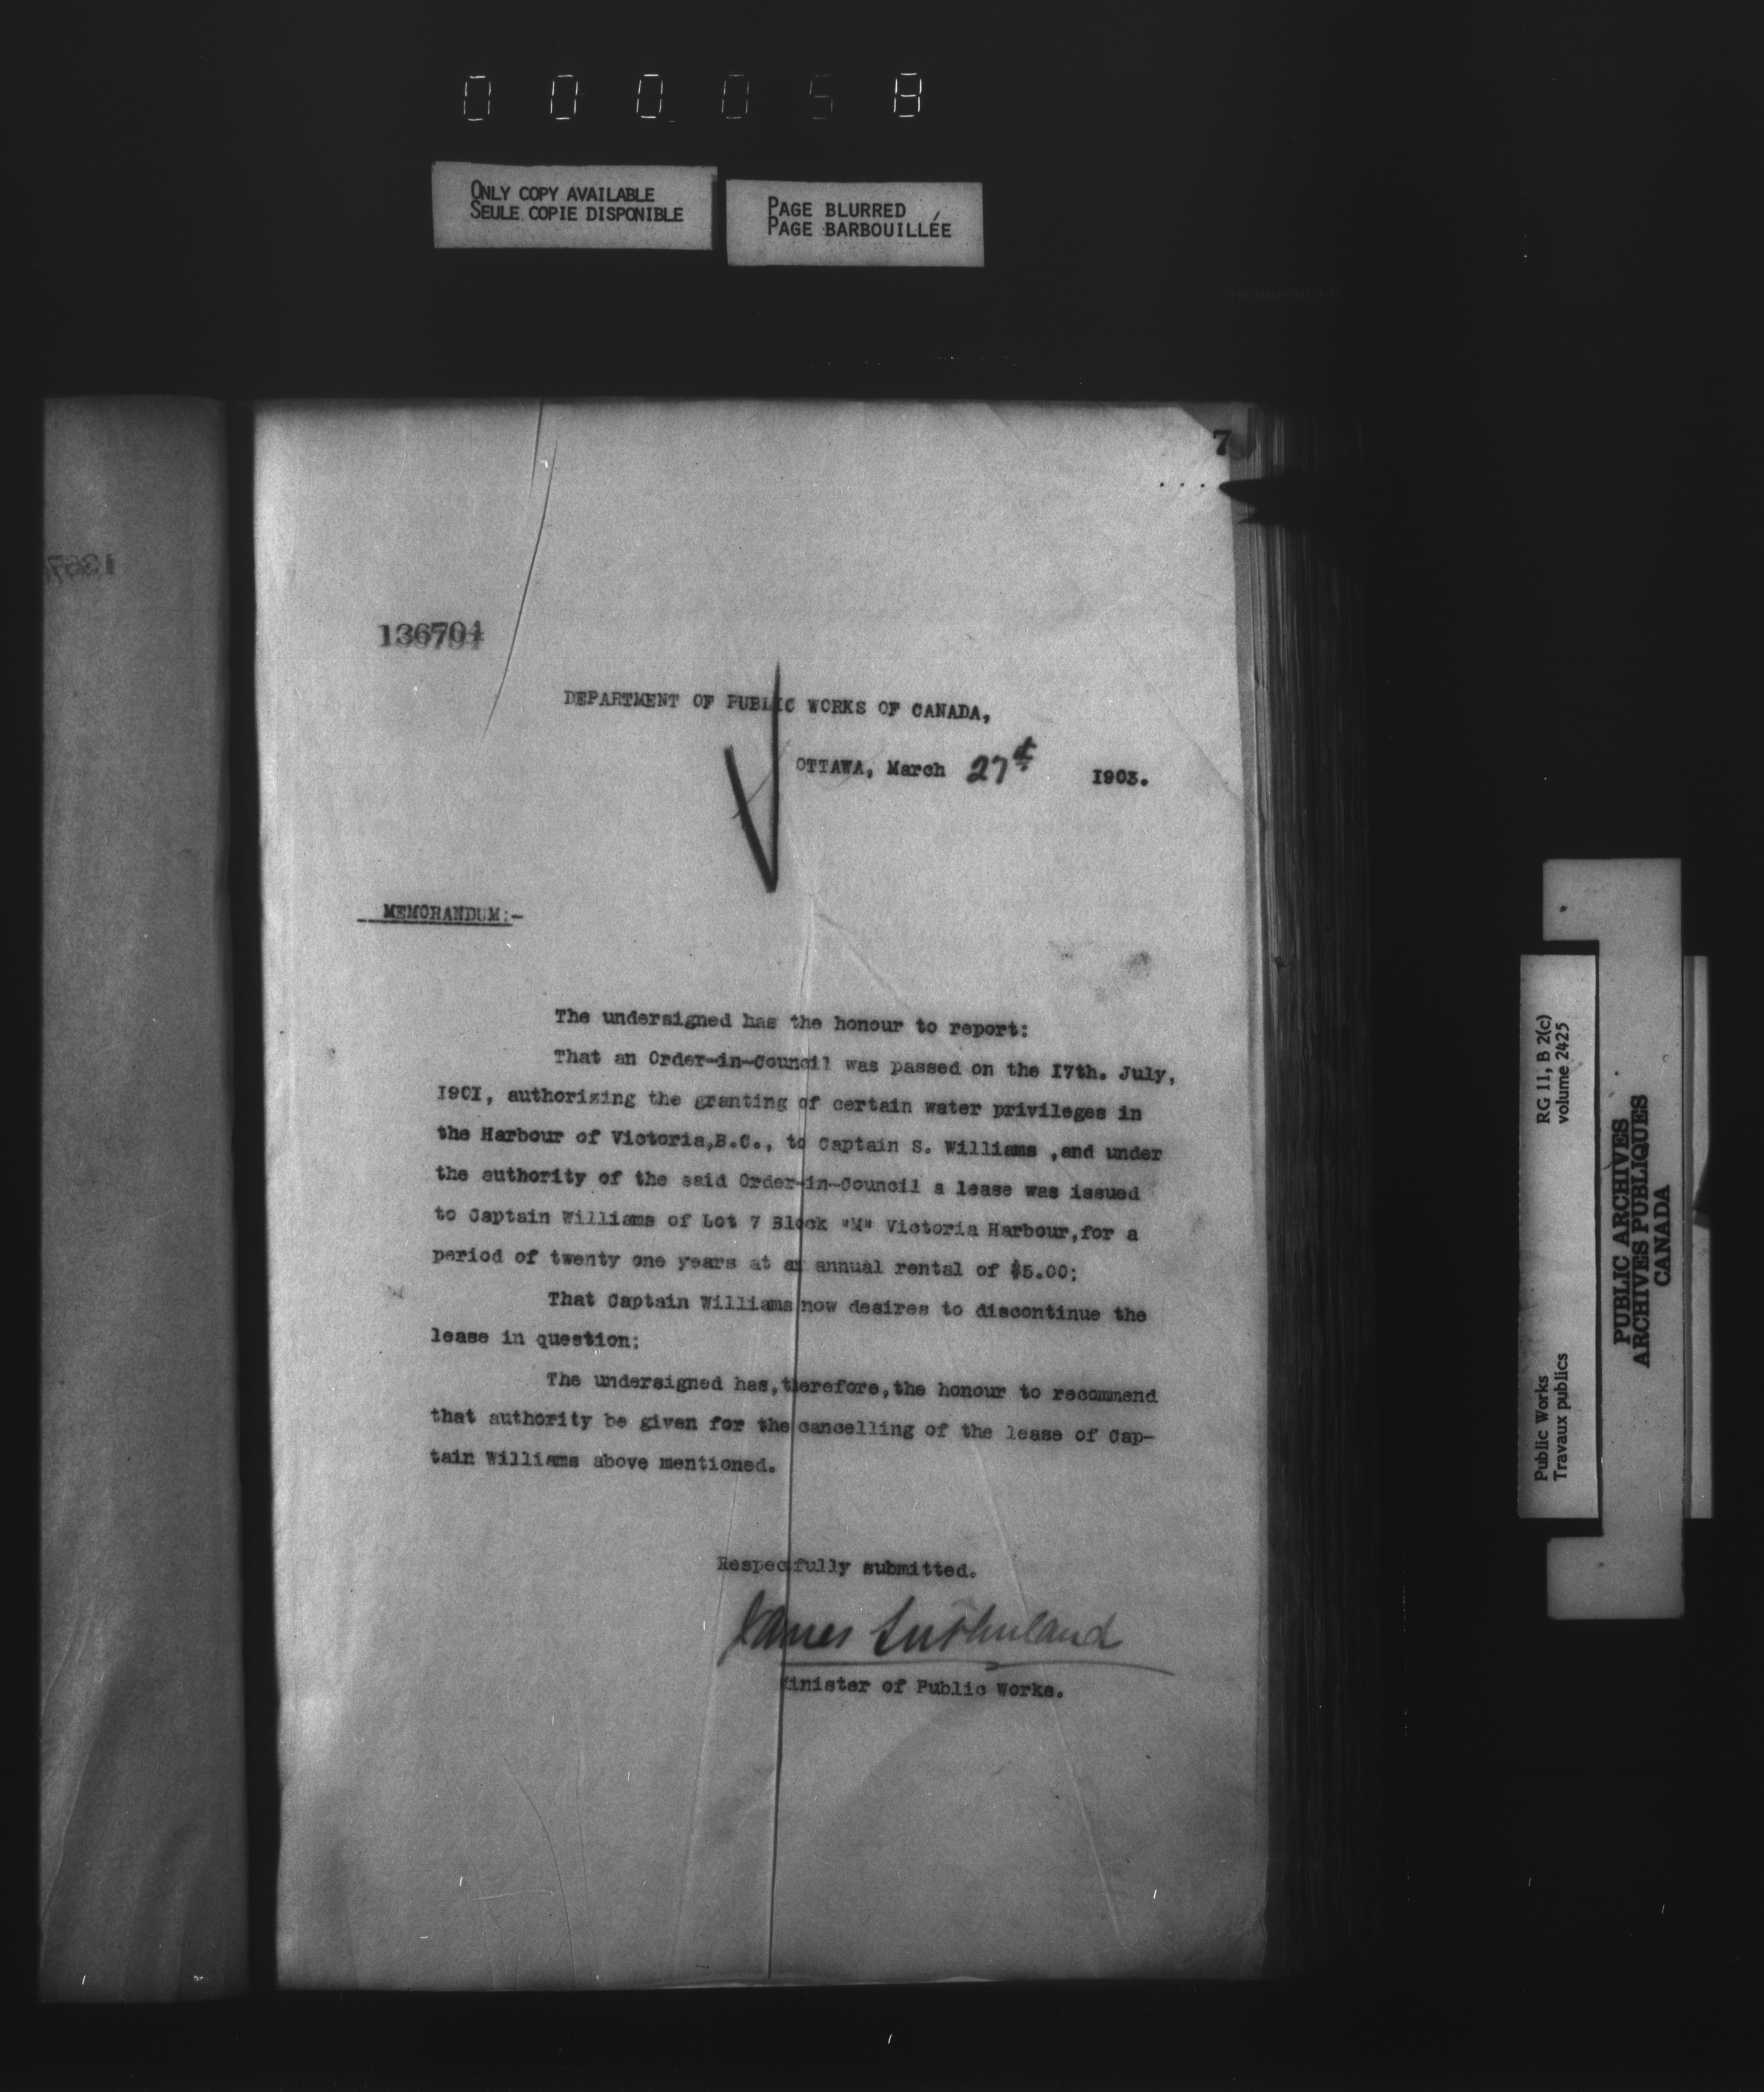 000058
ONLY COPY AVAILABLE
SEULE COPIE DISPONIBLE
PAGE BLURRED
PAGE BARBOUILLÉE
7
DEPARTMENT OF PUBLIC WORKS OF CANADA,
OTTAWA, March 27th 1903.
MEMORANDUM:-
The undersigned has the honour to report:
That an Order-in-Council was passed on the 17th. July,
1901, authorizing the granting of certain water privileges in
the Harbour of Victoria,B.C., to Captain S. Williams ,and under
the authority of the said Order-in-Council a lease was issued
to Captain Williams of Lot 7 Block "M" Victoria Harbour,for a
period of twenty one years at an annual rental of $5.00;
That Captain Williams now desires to discontinue the
lease in question;
The undersigned has,therefore,the honour to recommend
that authority be given for the cancelling of the lease of Cap-
tain Williams above mentioned.
Respectfully submitted.
James Sutherland
Minister of Public Works.
Public Works RG 11, B 2(c)
Travaux publics volume 2425
PUBLIC ARCHIVES
ARCHIVES PUBLIQUES
CANADA